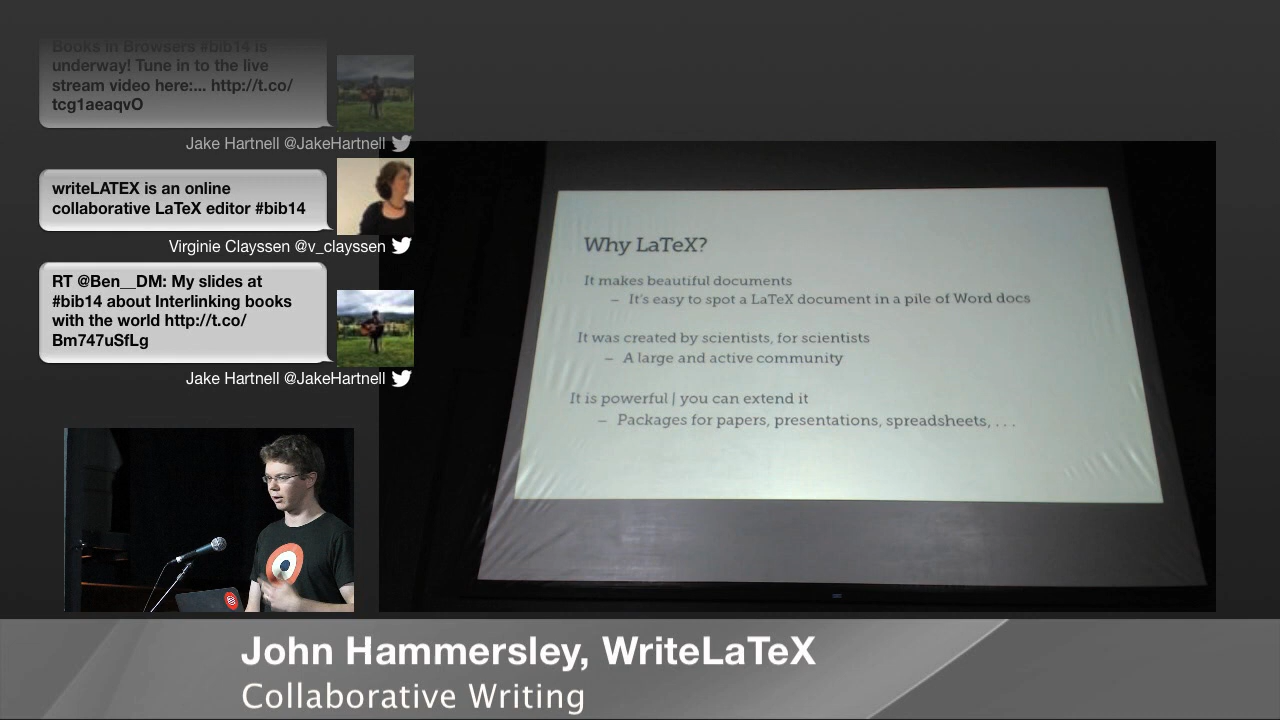 Books in Browsers #bib14 is
underway! Tune in to the live
stream video here:... http://t.co/
tcg1aeaqvO
Jake Hartnell @JakeHartnell
writeLATEX is an online
collaborative LaTeX editor #bib14
Virginie Clayssen @v_clayssen
RT @Ben__DM: My slides at
#bib14 about Interlinking books
with the world http://t.co/
Bm747uSfLg
Jake Hartnell @JakeHartnell
Why LaTeX?
It makes beautiful documents
– It's easy to spot a LaTeX document in a pile of Word docs
It was created by scientists, for scientists
– A large and active community
It is powerful | you can extend it
– Packages for papers, presentations, spreadsheets, . . .
John Hammersley, WriteLaTeX
Collaborative Writing